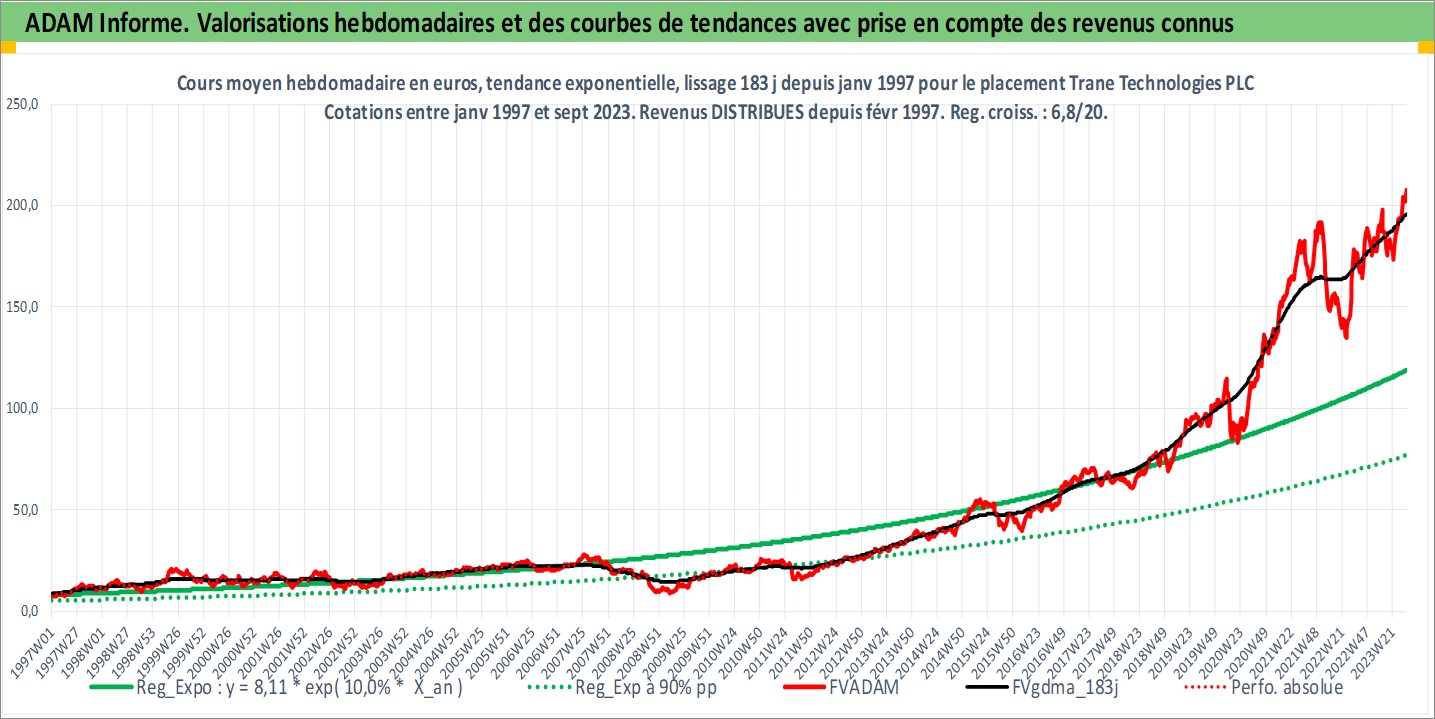 ADAM Informe. Valorisations hebdomadaires et des courbes de tendances avec prise en compte des revenus connus
Cours moyen hebdomadaire en euros, tendance exponentielle, lissage 183 j depuis janv 1997 pour le placement Trane Technologies PLC
Cotations entre janv 1997 et sept 2023. Revenus DISTRIBUES depuis févr 1997. Reg. croiss. : 6,8/20.
250,0
200,0
150,0
100,0
50,0
0,0
1997W01 1997W27 1998W01 1998W27 1998W53 1999W26 1999W52 2000W26 2000W52 2001W26 2001W52 2002W26 2002W52 2003W26 2003W52 2004W26 2004W52 2005W25 2005W51 2006W25 2006W51 2007W25 2007W51 2008W25 2008W51 2009W25 2009W51 2010W24 2010W50 2011W24 2011W50 2012W24 2012W50 2013W24 2013W50 2014W24 2014W50 2015W24 2015W50 2016W23 2016W49 2017W23 2017W49 2018W23 2018W49 2019W23 2019W49 2020W23 2020W49 2021W22 2021W48 2022W21 2022W47 2023W21
Reg_Expo : y = 8,11 * exp( 10,0% * X_an ) Reg_Exp à 90% pp FVADAM FVgdma_183j Perfo. absolue